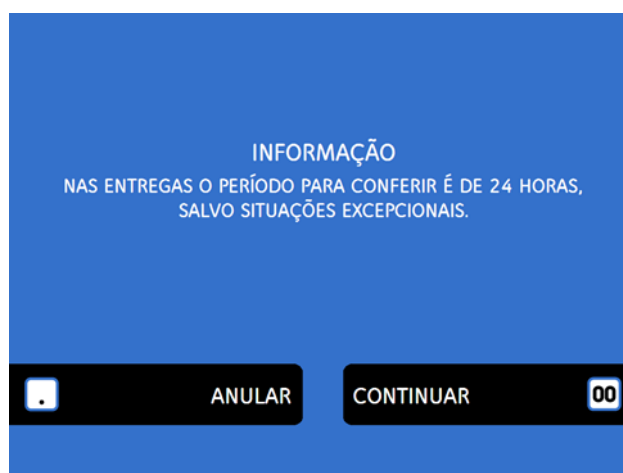 INFORMAÇÃO
NAS ENTREGAS O PERÍODO PARA CONFERIR É DE 24 HORAS,
SALVO SITUAÇÕES EXCEPCIONAIS.
. ANULAR CONTINUAR 00